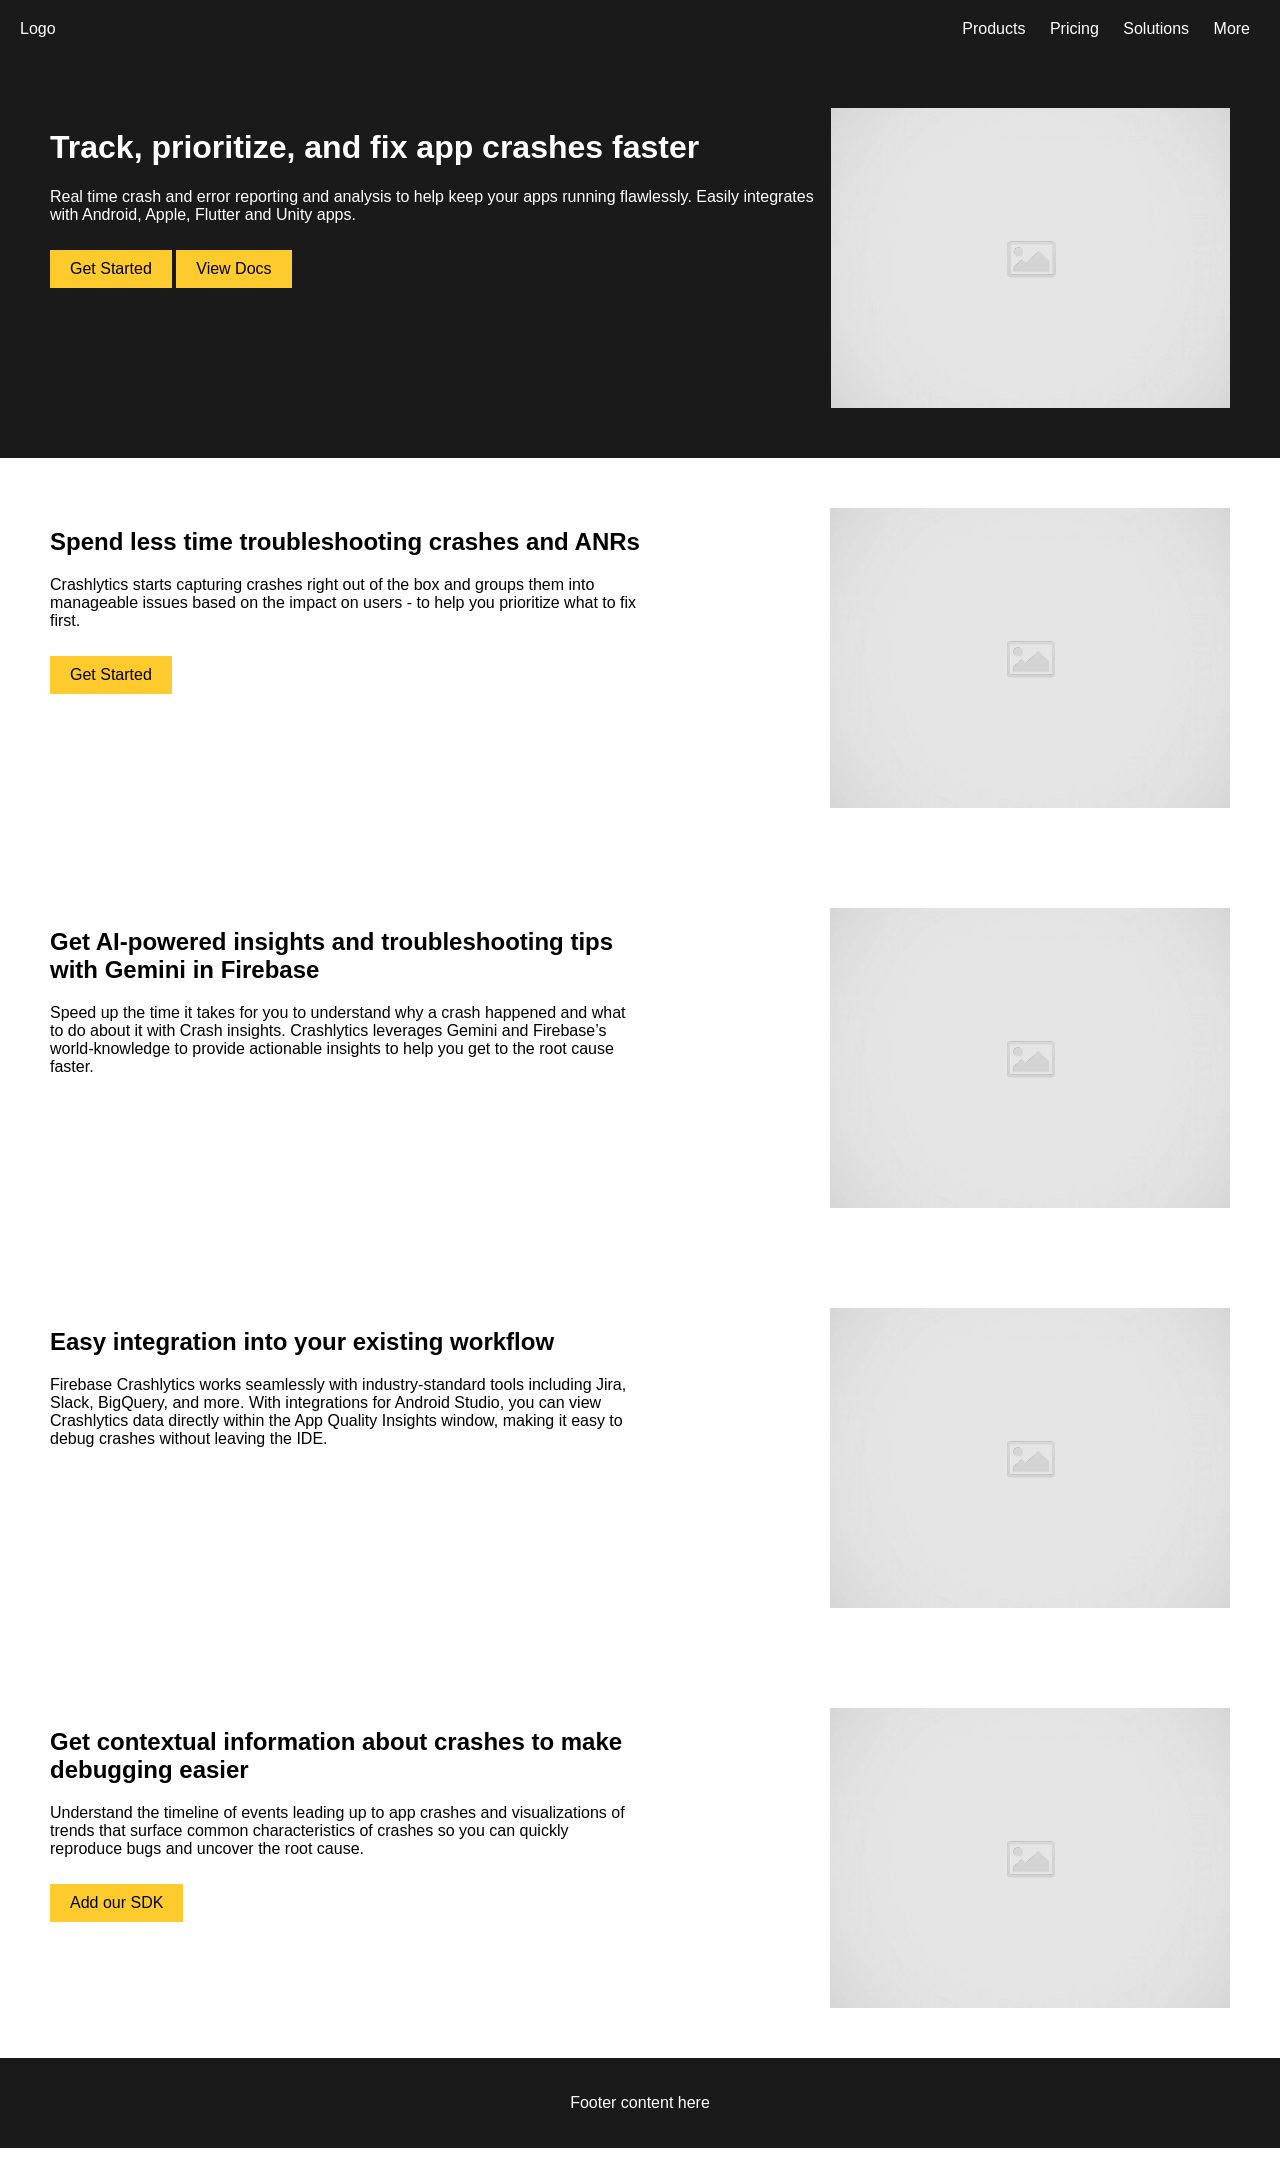 Logo
Products Pricing Solutions More
Track, prioritize, and fix app crashes faster
Real time crash and error reporting and analysis to help keep your apps running flawlessly. Easily integrates
with Android, Apple, Flutter and Unity apps.
Get Started View Docs
Spend less time troubleshooting crashes and ANRs
Crashlytics starts capturing crashes right out of the box and groups them into
manageable issues based on the impact on users - to help you prioritize what to fix
first.
Get Started
Get AI-powered insights and troubleshooting tips
with Gemini in Firebase
Speed up the time it takes for you to understand why a crash happened and what
to do about it with Crash insights. Crashlytics leverages Gemini and Firebase’s
world-knowledge to provide actionable insights to help you get to the root cause
faster.
Easy integration into your existing workflow
Firebase Crashlytics works seamlessly with industry-standard tools including Jira,
Slack, BigQuery, and more. With integrations for Android Studio, you can view
Crashlytics data directly within the App Quality Insights window, making it easy to
debug crashes without leaving the IDE.
Get contextual information about crashes to make
debugging easier
Understand the timeline of events leading up to app crashes and visualizations of
trends that surface common characteristics of crashes so you can quickly
reproduce bugs and uncover the root cause.
Add our SDK
Footer content here